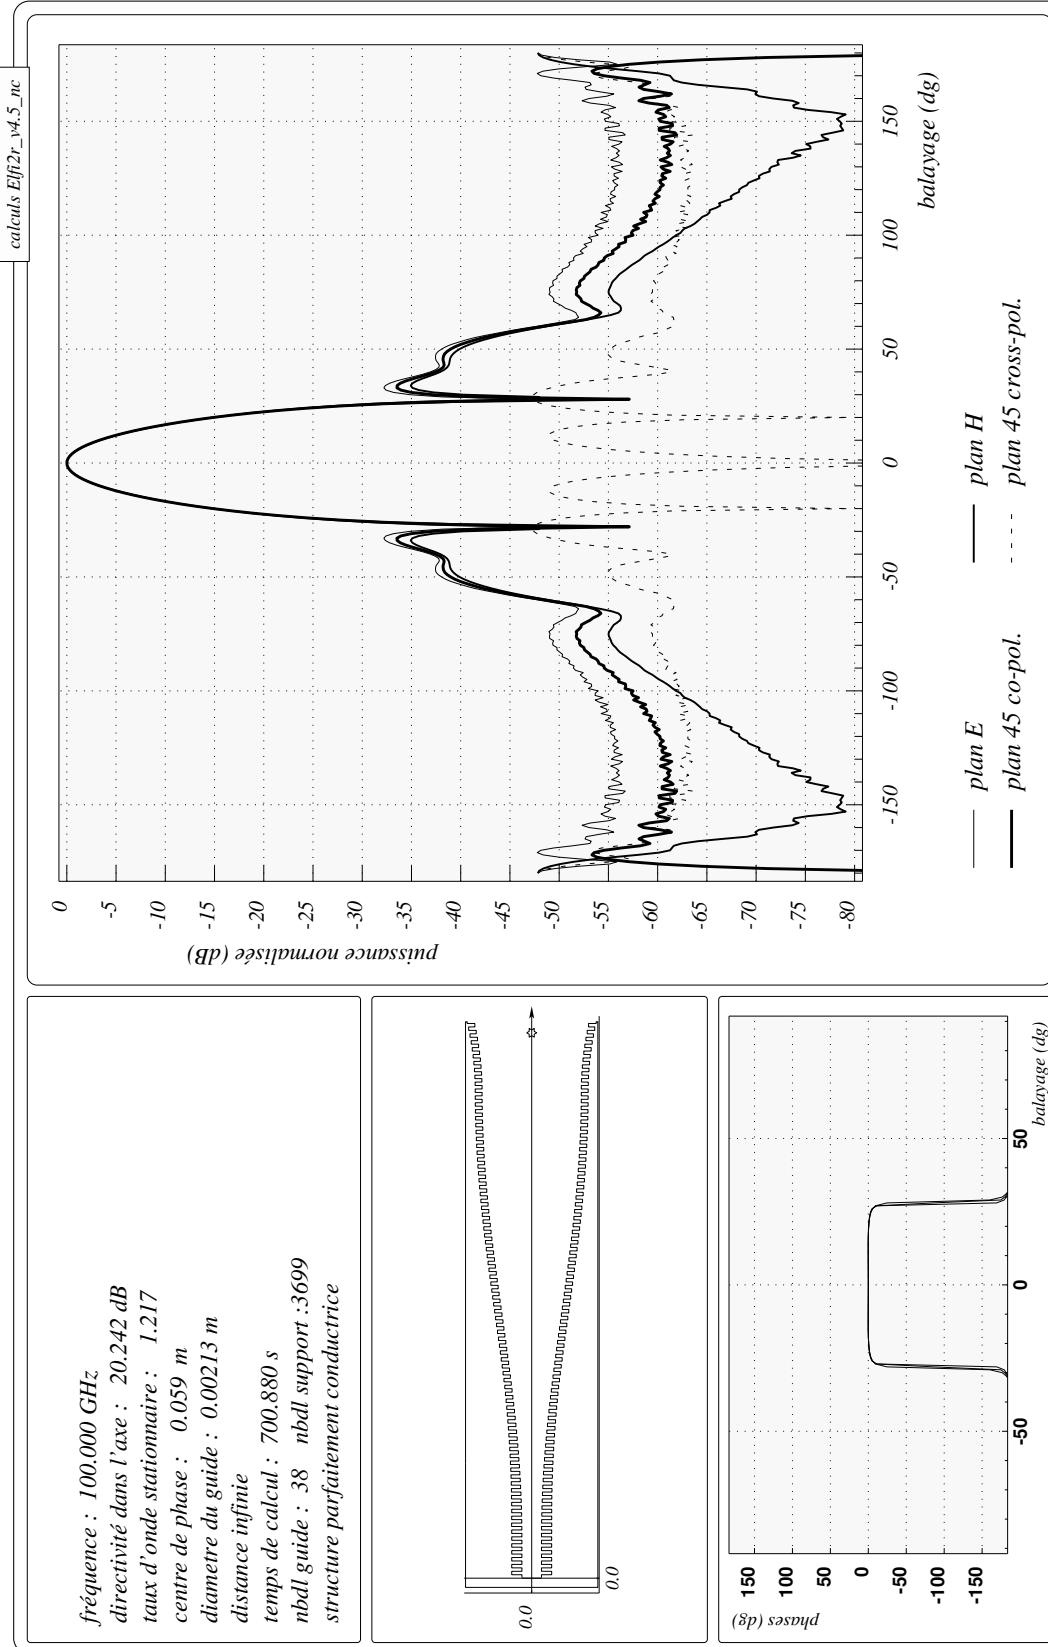 calculs Elfi2r_v4.5_nc
fréquence : 100.000 GHz
directivité dans l'axe : 20.242 dB
taux d'onde stationnaire : 1.217
centre de phase : 0.059 m
diametre du guide : 0.00213 m
distance infinie
temps de calcul : 700.880 s
nbdl guide : 38 nbdl support :3699
structure parfaitement conductrice
0.0
0.0
phases (dg)
150
100
50
0
-50
-100
-150
-50
0
50
balayage (dg)
puissance normalisée (dB)
0
-5
-10
-15
-20
-25
-30
-35
-40
-45
-50
-55
-60
-65
-70
-75
-80
-150
-100
-50
0
50
100
150
balayage (dg)
plan E
plan H
plan 45 co-pol.
plan 45 cross-pol.